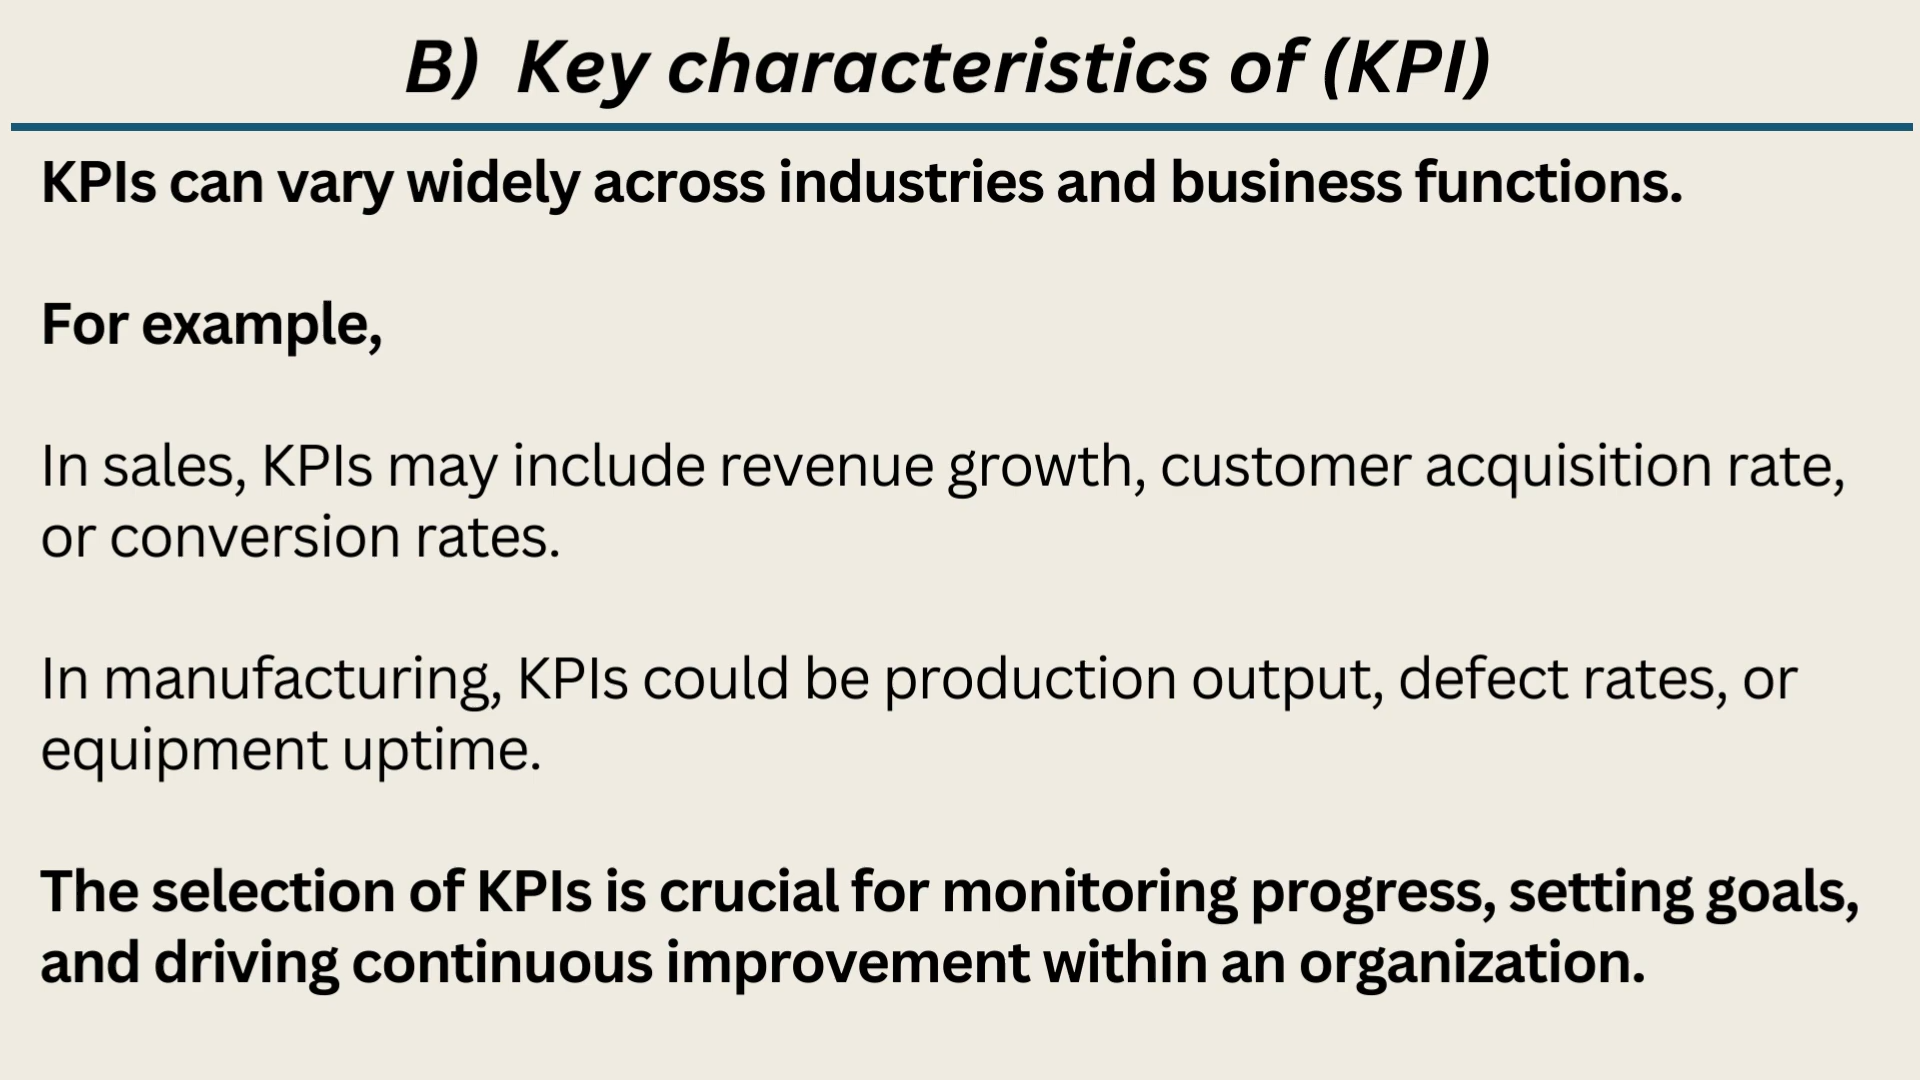 B) Key characteristics of (KPI)
KPIs can vary widely across industries and business functions.
For example,
In sales, KPIs may include revenue growth, customer acquisition rate,
or conversion rates.
In manufacturing, KPIs could be production output, defect rates, or
equipment uptime.
The selection of KPIs is crucial for monitoring progress, setting goals,
and driving continuous improvement within an organization.